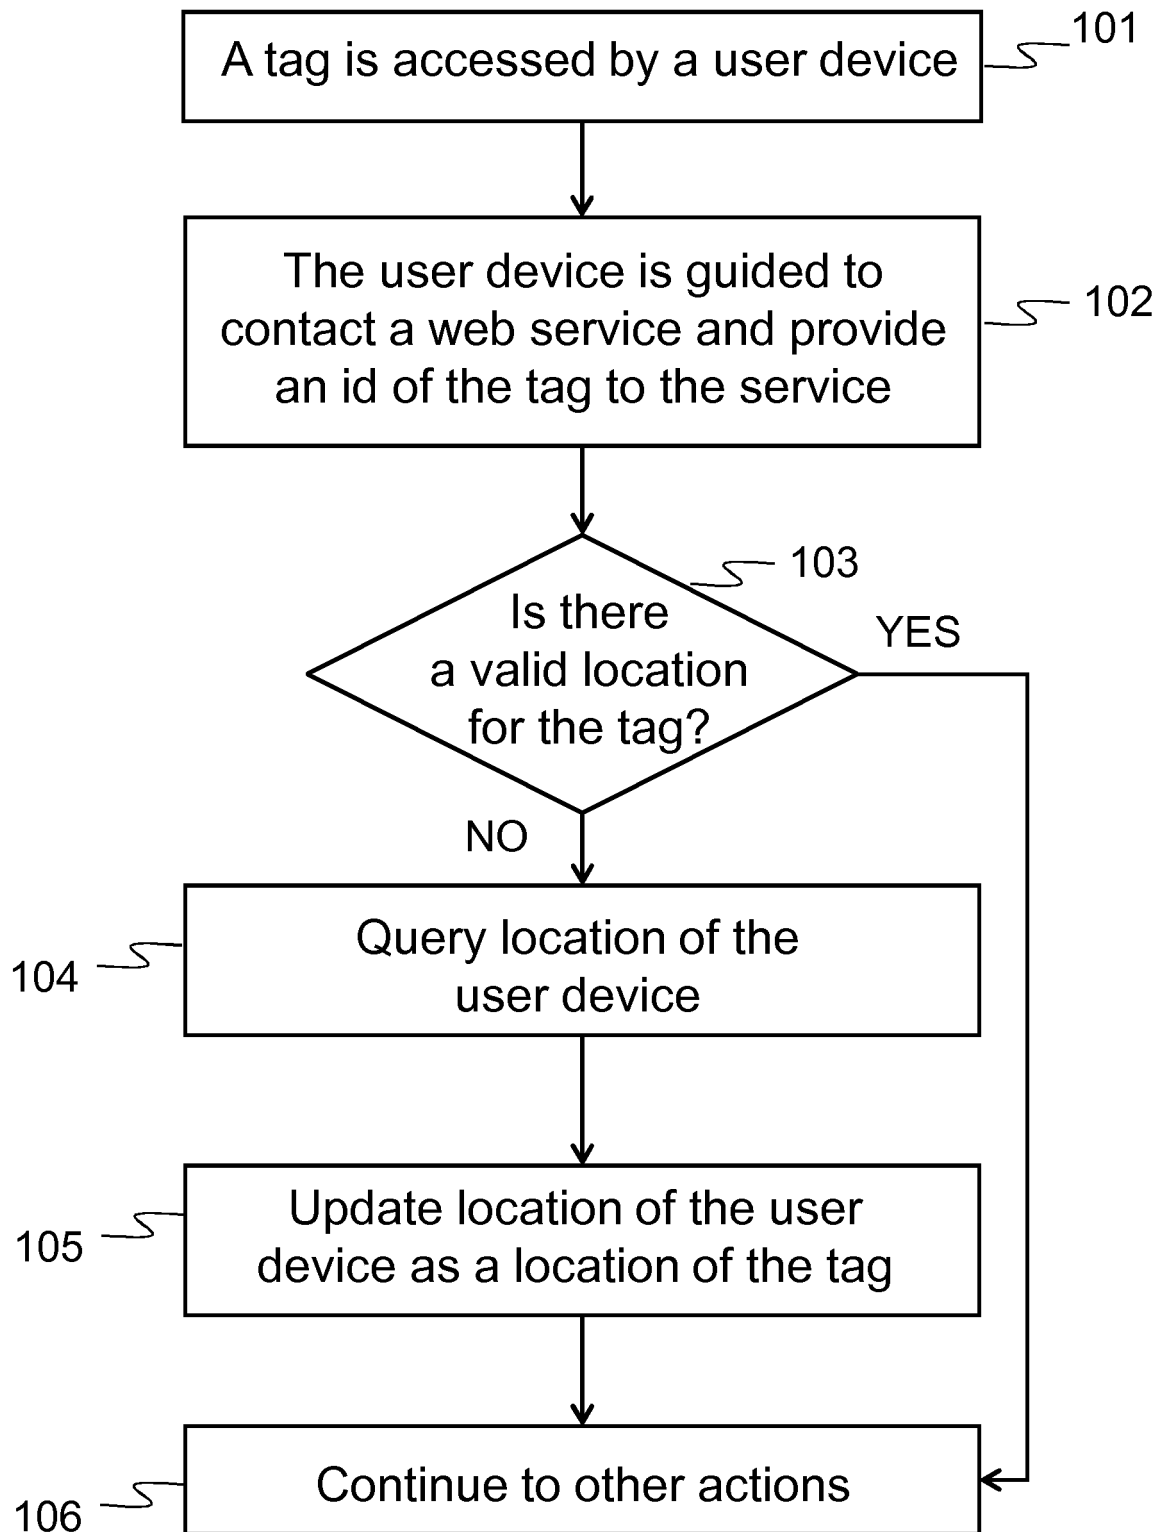 A tag is accessed by a user device
101
The user device is guided to
contact a web service and provide
an id of the tag to the service
102
103
Is there
a valid location
for the tag?
YES
NO
Query location of the
user device
104
Update location of the user
device as a location of the tag
105
Continue to other actions
106